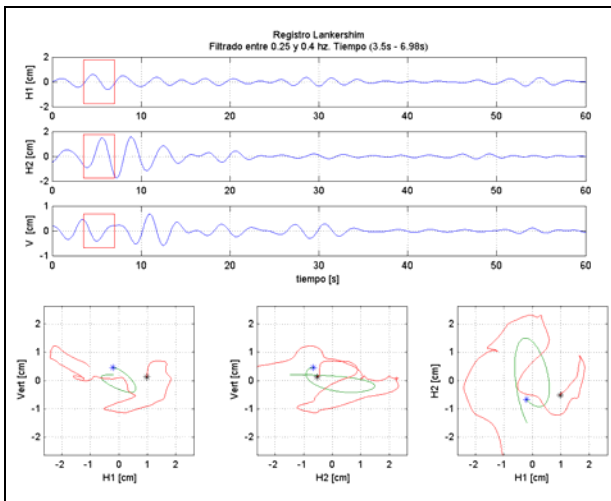 Registro Lankershim
Filtrado entre 0.25 y 0.4 hz. Tiempo (3.5s - 6.98s)
2
0
-2
H1 [cm]
0 10 20 30 40 50 60
2
0
-2
H2 [cm]
0 10 20 30 40 50 60
1
0
-1
V [cm]
0 10 20 30 40 50 60
tiempo [s]
2
1
0
-1
-2
Vert [cm]
-2 -1 0 1 2
H1 [cm]
2
1
0
-1
-2
Vert [cm]
-2 -1 0 1 2
H2 [cm]
2
1
0
-1
-2
H2 [cm]
-2 -1 0 1 2
H1 [cm]